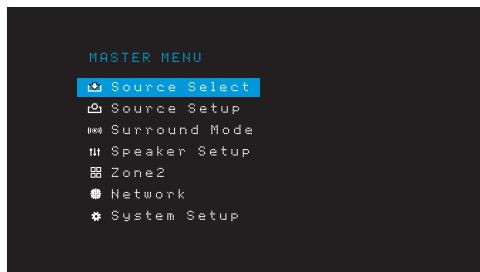 MASTER MENU
Source Select
Source Setup
Surround Mode
Speaker Setup
Zone2
Network
System Setup